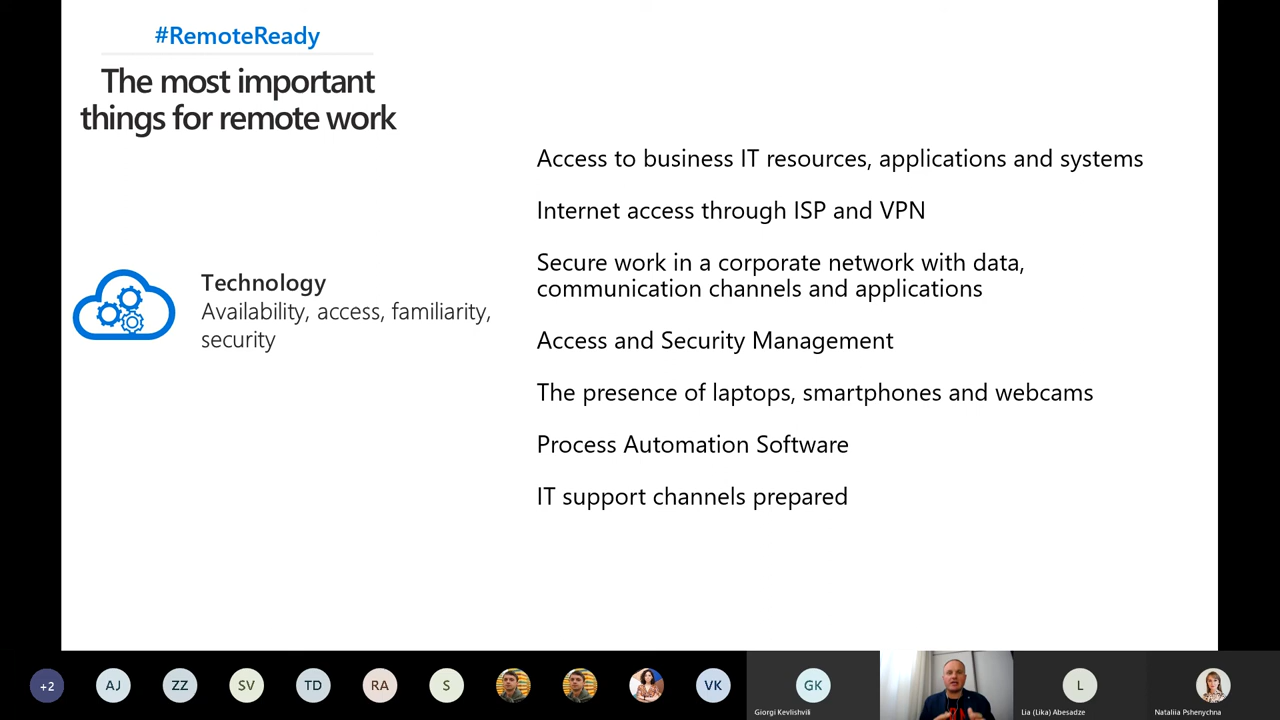 #RemoteReady
The most important
things for remote work
Access to business IT resources, applications and systems
Internet access through ISP and VPN
Secure work in a corporate network with data,
communication channels and applications
Technology
Availability, access, familiarity,
security
Access and Security Management
The presence of laptops, smartphones and webcams
Process Automation Software
IT support channels prepared
+2
AJ
ZZ
SV
TD
RA
S
VK
GK
Giorgi Kevlishvili
L
Lia (Lika) Abesadze
Nataliia Pshenychna